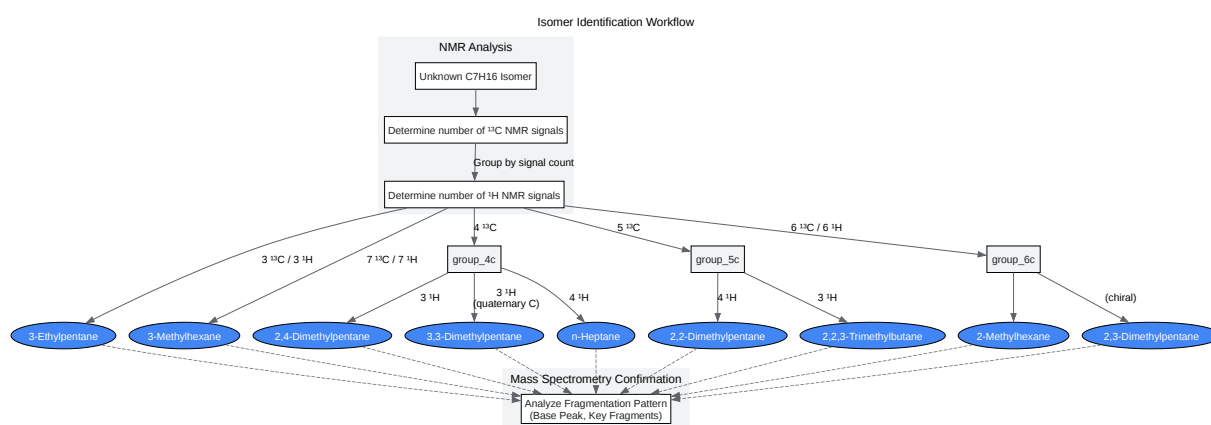 Isomer Identification Workflow
NMR Analysis
Unknown C7H16 Isomer
Determine number of ¹³C NMR signals
Group by signal count
Determine number of ¹H NMR signals
4 ¹³C
5 ¹³C
6 ¹³C / 6 ¹H
3 ¹³C / 3 ¹H
7 ¹³C / 7 ¹H
group_4c
group_5c
group_6c
3 ¹H
3 ¹H
(quaternary C)
4 ¹H
4 ¹H
3 ¹H
(chiral)
3-Ethylpentane
3-Methylhexane
2,4-Dimethylpentane
3,3-Dimethylpentane
n-Heptane
2,2-Dimethylpentane
2,2,3-Trimethylbutane
2-Methylhexane
2,3-Dimethylpentane
Mass Spectrometry Confirmation
Analyze Fragmentation Pattern
(Base Peak, Key Fragments)